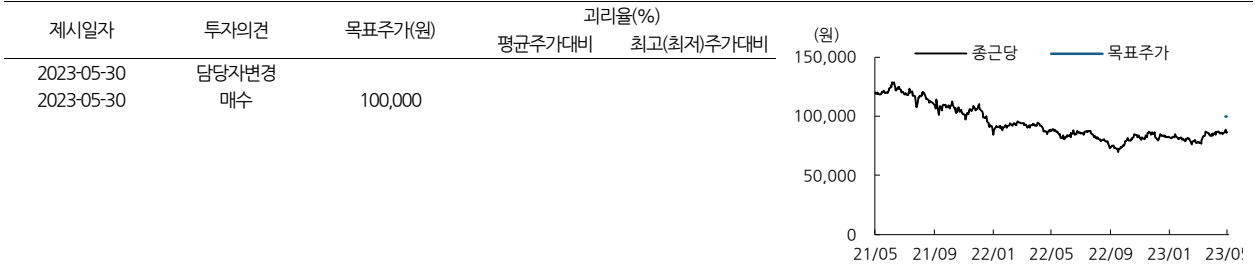 제시일자 투자의견 목표주가(원) 괴리율(%)
평균주가대비 최고(최저)주가대비
2023-05-30 담당자변경
2023-05-30 매수 100,000
(원)
종근당 목표주가
150,000
100,000
50,000
0
21/05 21/09 22/01 22/05 22/09 23/01 23/05